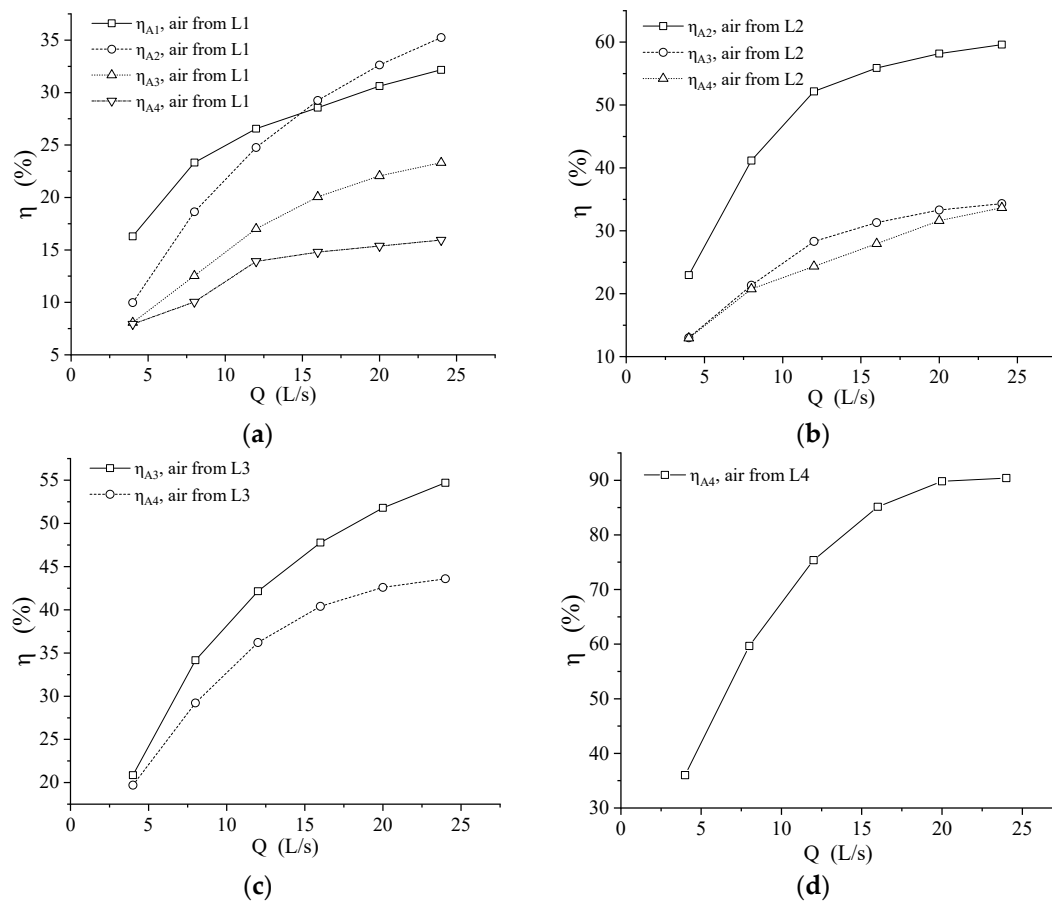 η_A1, air from L1
η_A2, air from L1
η_A3, air from L1
η_A4, air from L1
35
30
25
20
15
10
5
η (%)
0
5
10
15
20
25
Q (L/s)
(a)
η_A2, air from L2
η_A3, air from L2
η_A4, air from L2
60
50
40
30
20
10
η (%)
0
5
10
15
20
25
Q (L/s)
(b)
η_A3, air from L3
η_A4, air from L3
55
50
45
40
35
30
25
20
η (%)
0
5
10
15
20
25
Q (L/s)
(c)
η_A4, air from L4
90
80
70
60
50
40
30
η (%)
0
5
10
15
20
25
Q (L/s)
(d)